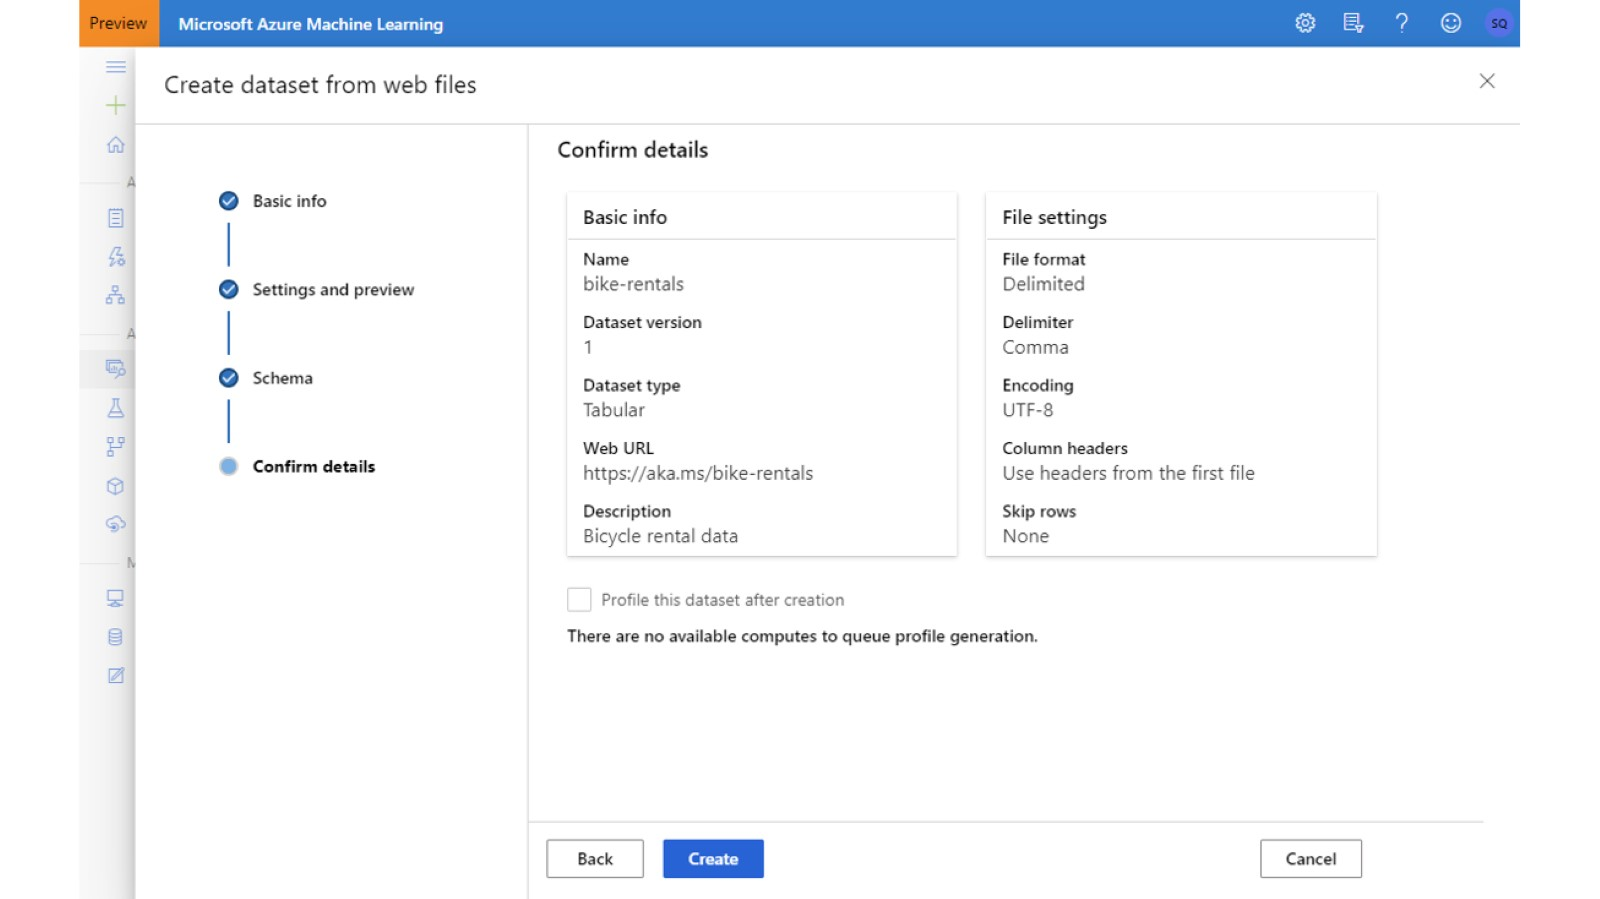 Preview
Microsoft Azure Machine Learning
SQ
Create dataset from web files
A
A
M
Basic info
Settings and preview
Schema
Confirm details
Confirm details
Basic info
Name
bike-rentals
Dataset version
1
Dataset type
Tabular
Web URL
https://aka.ms/bike-rentals
Description
Bicycle rental data
File settings
File format
Delimited
Delimiter
Comma
Encoding
UTF-8
Column headers
Use headers from the first file
Skip rows
None
Profile this dataset after creation
There are no available computes to queue profile generation.
Back
Create
Cancel